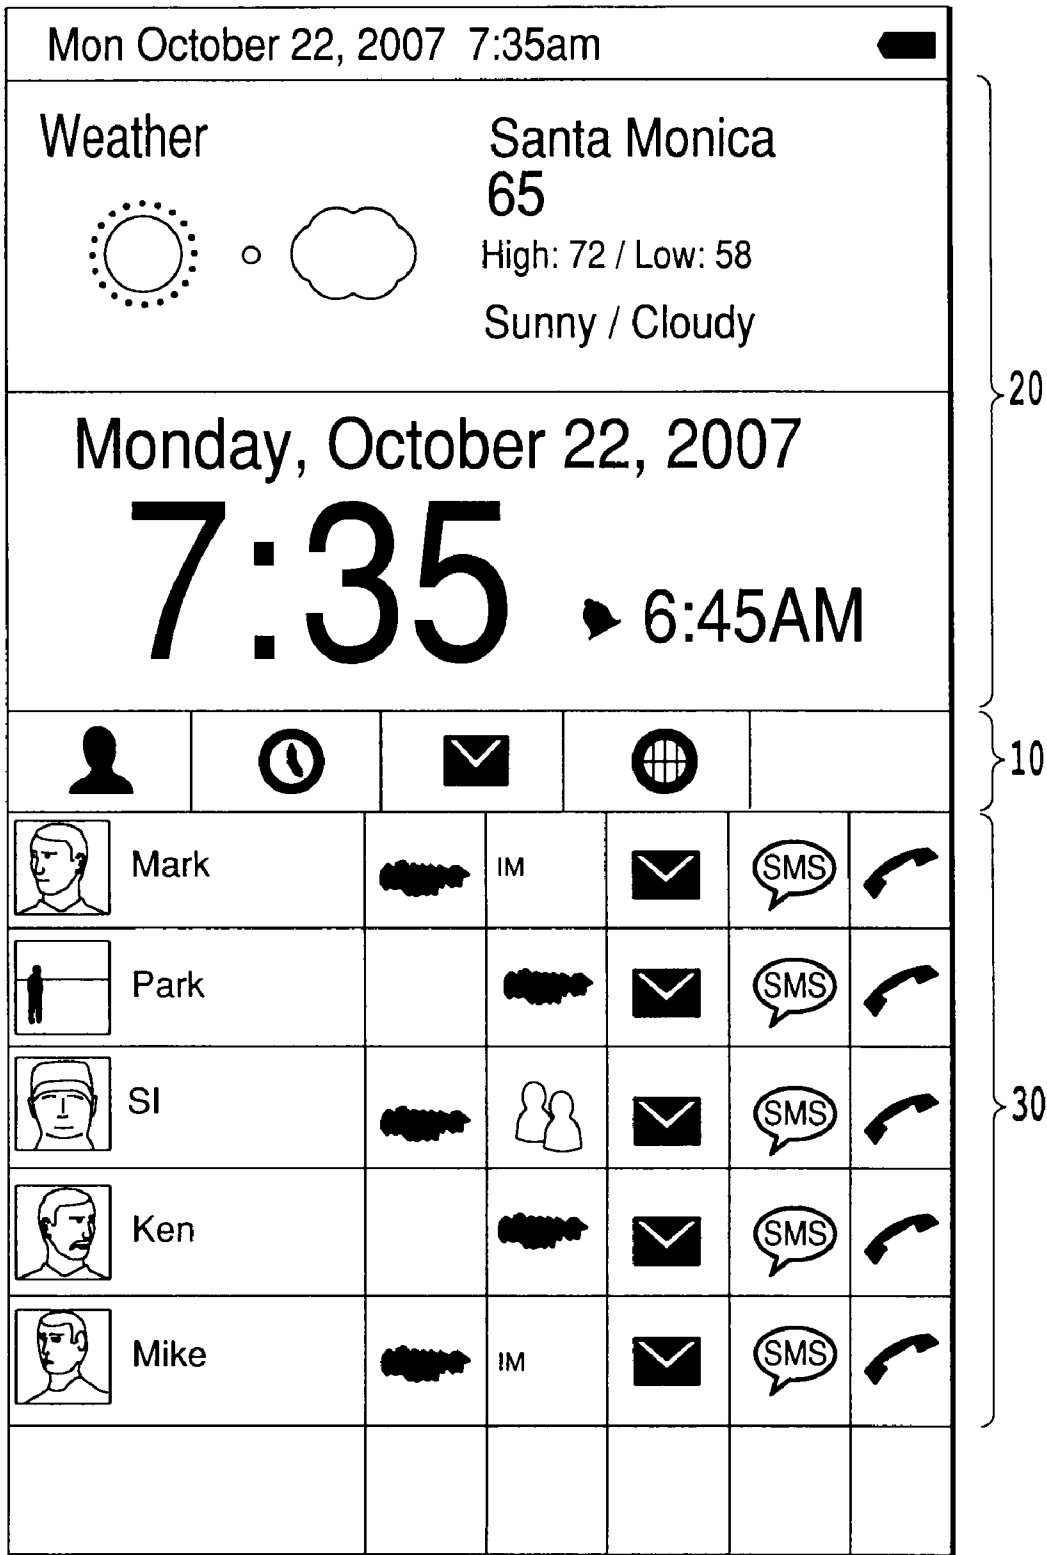 Mon October 22, 2007 7:35am
Weather
Santa Monica
65
High: 72 / Low: 58
Sunny / Cloudy
20
Monday, October 22, 2007
7:35
6:45AM
10
Mark IM SMS
Park SMS
SI SMS
30
Ken SMS
Mike IM SMS